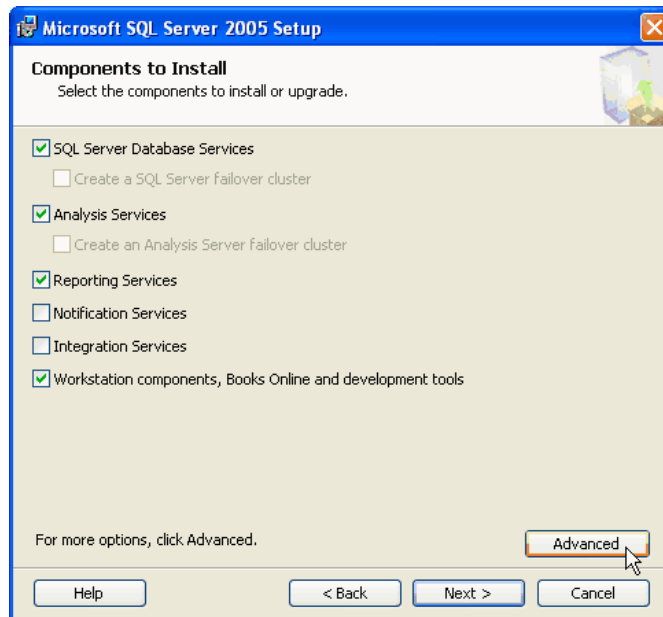 Microsoft SQL Server 2005 Setup
Components to Install
Select the components to install or upgrade.
SQL Server Database Services
Create a SQL Server failover cluster
Analysis Services
Create an Analysis Server failover cluster
Reporting Services
Notification Services
Integration Services
Workstation components, Books Online and development tools
For more options, click Advanced.
Advanced
Help
< Back
Next >
Cancel